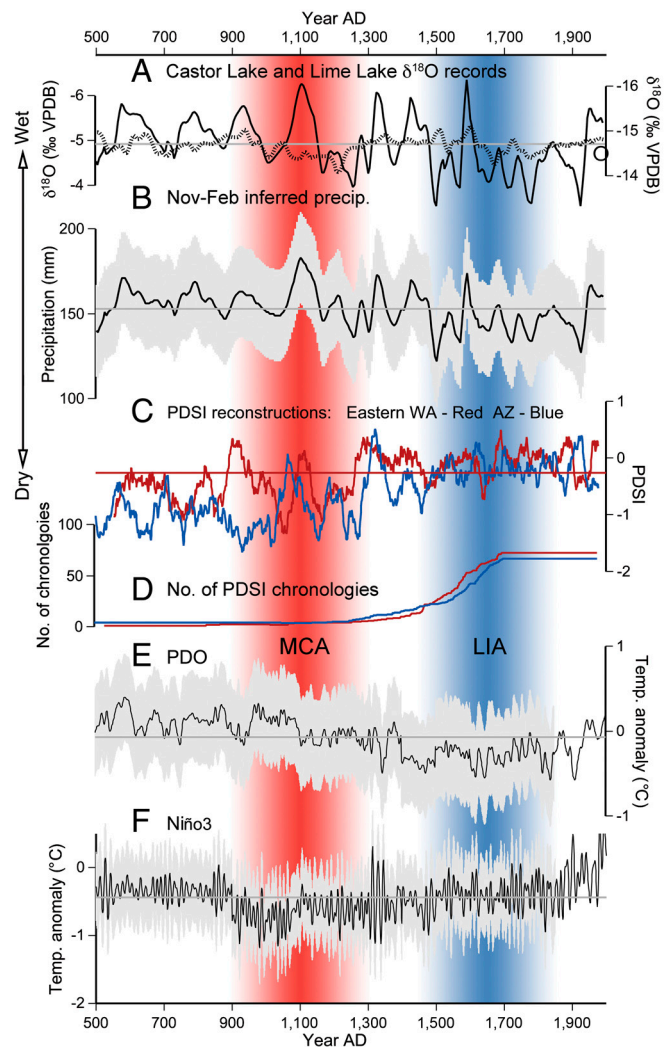 Year AD
500 700 900 1,100 1,300 1,500 1,700 1,900
A Castor Lake and Lime Lake δ¹⁸O records
Wet
Dry
δ¹⁸O (‰ VPDB)
-6
-5
-4
-16
-15
-14
δ¹⁸O (‰ VPDB)
B Nov-Feb inferred precip.
Precipitation (mm)
200
150
100
C PDSI reconstructions: Eastern WA - Red AZ - Blue
1
0
-1
-2
PDSI
No. of chronolgoies
100
50
0
D No. of PDSI chronologies
MCA LIA
E PDO
1
0
-1
Temp. anomaly (°C)
F Niño3
Temp. anomaly (°C)
0
-1
-2
500 700 900 1,100 1,300 1,500 1,700 1,900
Year AD